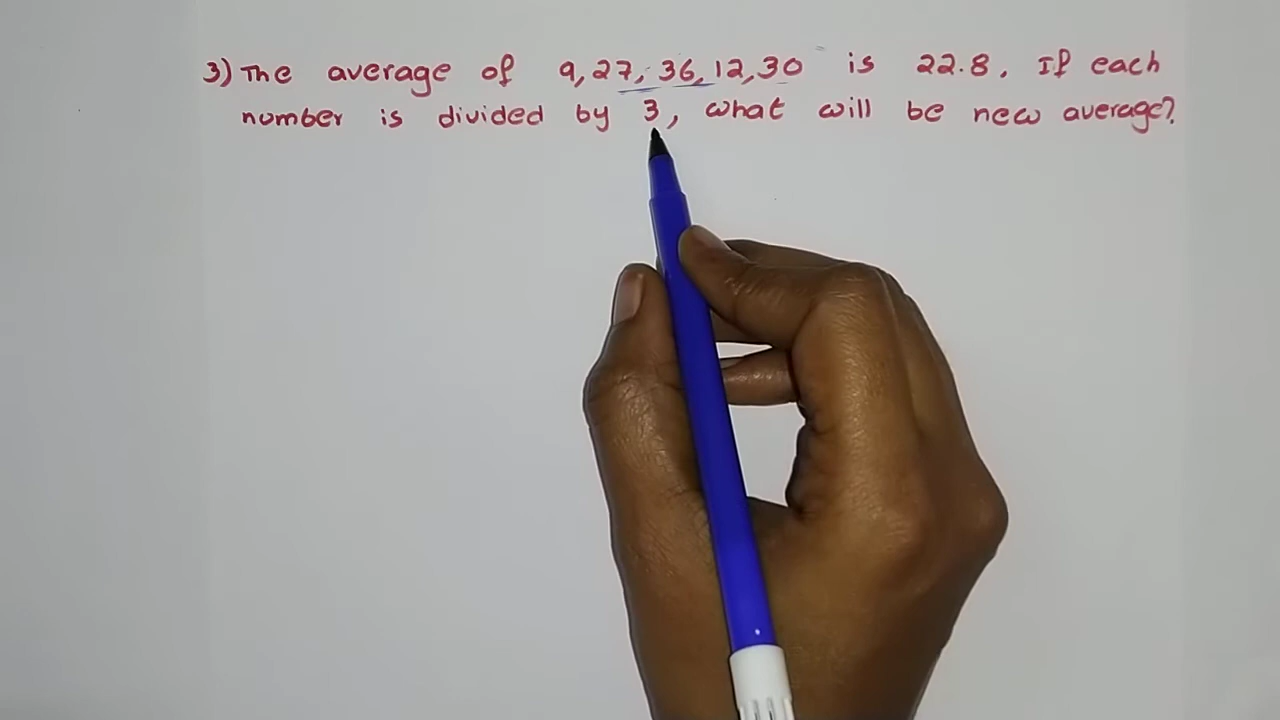 3) The average of 9, 27, 36, 12, 30 is 22.8. If each
number is divided by 3, what will be new average?